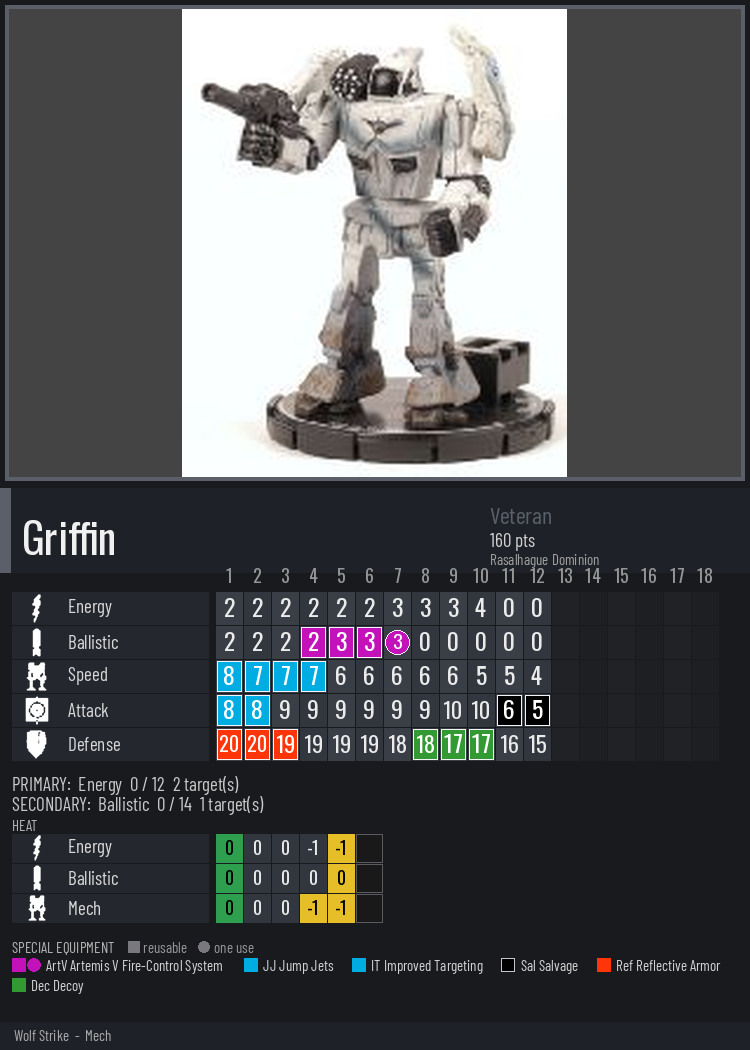 Griffin
Veteran
160 pts
Rasalhague Dominion
1 2 3 4 5 6 7 8 9 10 11 12 13 14 15 16 17 18
Energy 2 2 2 2 2 2 3 3 3 4 0 0
Ballistic 2 2 2 2 3 3 3 0 0 0 0 0
Speed 8 7 7 7 6 6 6 6 6 5 5 4
Attack 8 8 9 9 9 9 9 9 10 10 6 5
Defense 20 20 19 19 19 19 18 18 17 17 16 15
PRIMARY: Energy 0 / 12 2 target(s)
SECONDARY: Ballistic 0 / 14 1 target(s)
HEAT
Energy 0 0 0 -1 -1
Ballistic 0 0 0 0 0
Mech 0 0 0 -1 -1
SPECIAL EQUIPMENT reusable one use
ArtV Artemis V Fire-Control System JJ Jump Jets IT Improved Targeting Sal Salvage Ref Reflective Armor
Dec Decoy
Wolf Strike - Mech